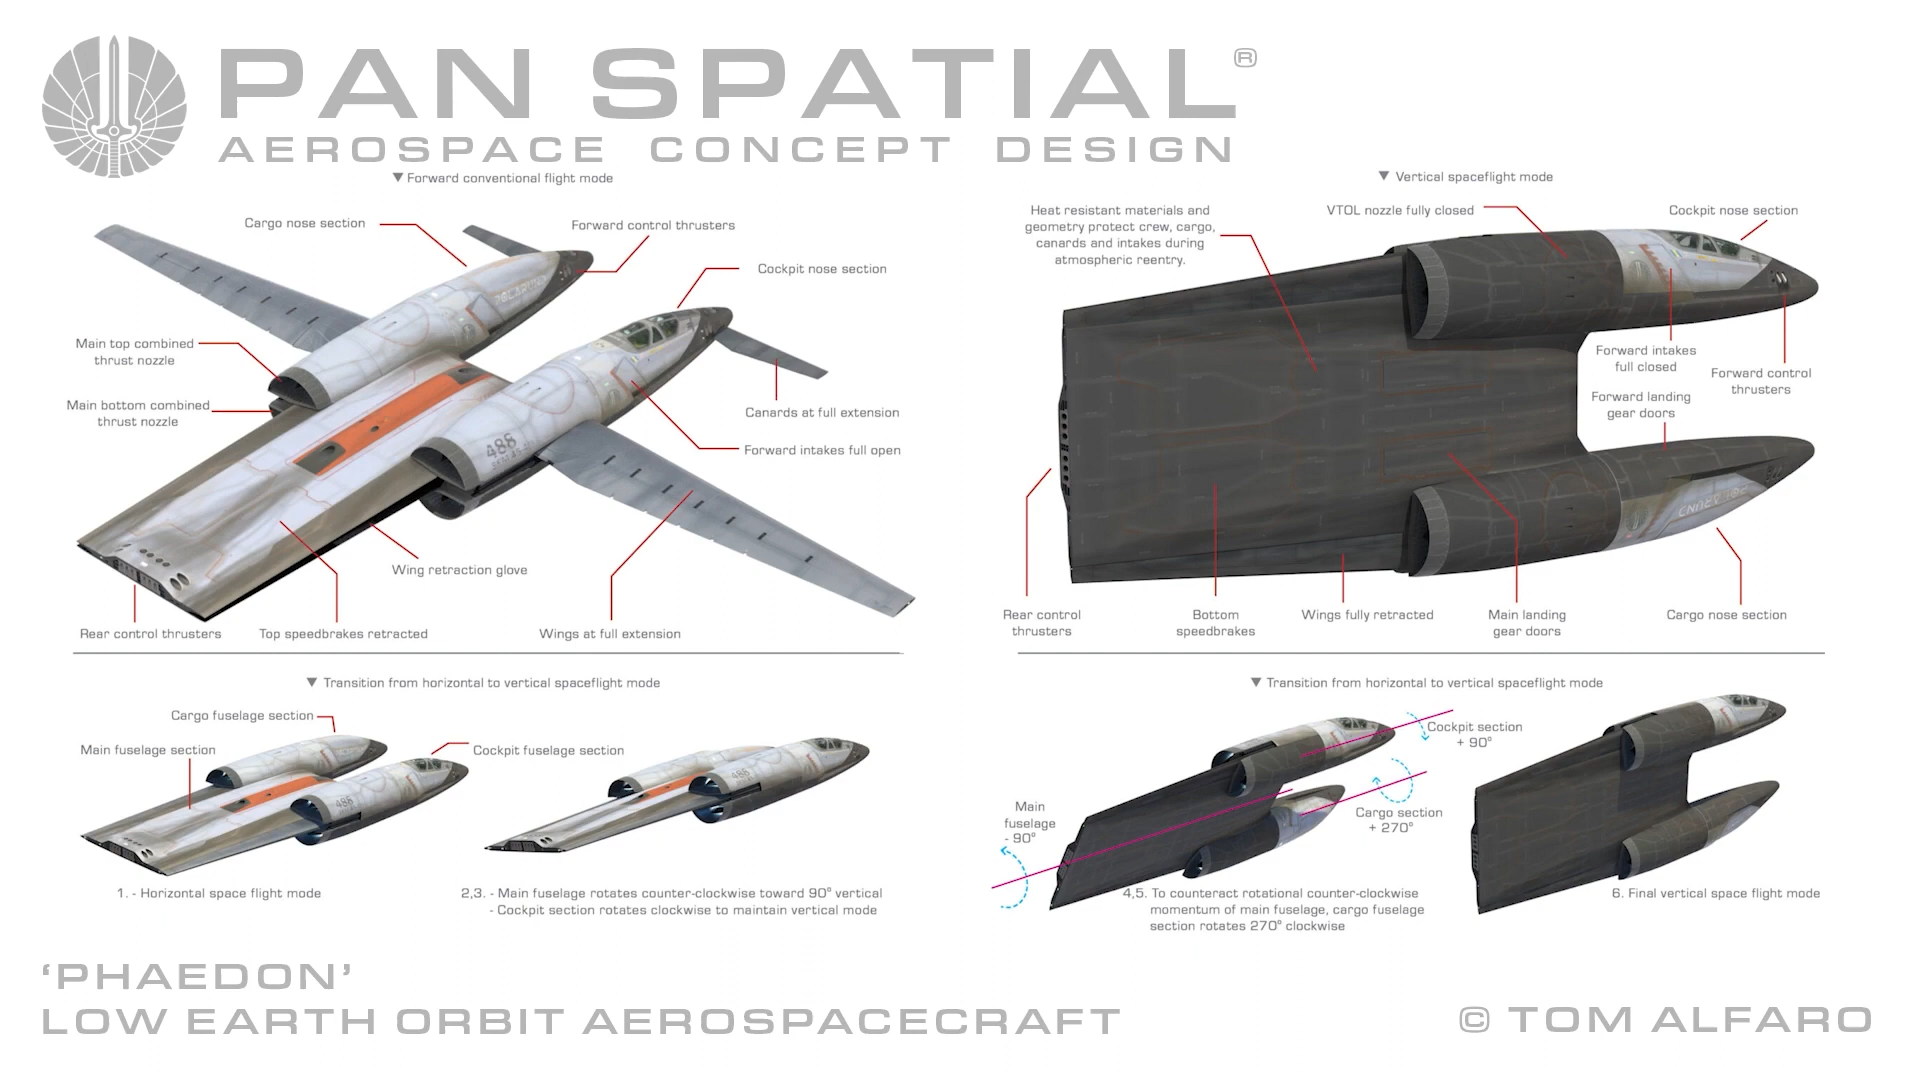 PAN SPATIAL®
AEROSPACE CONCEPT DESIGN
▼ Forward conventional flight mode
Cargo nose section
Forward control thrusters
Cockpit nose section
Main top combined
thrust nozzle
Main bottom combined
thrust nozzle
Canards at full extension
Forward intakes full open
488
Wing retraction glove
Rear control thrusters
Top speedbrakes retracted
Wings at full extension
▼ Vertical spaceflight mode
Heat resistant materials and
geometry protect crew, cargo,
canards and intakes during
atmospheric reentry.
VTOL nozzle fully closed
Cockpit nose section
Forward intakes
full closed
Forward control
thrusters
Forward landing
gear doors
Rear control
thrusters
Bottom
speedbrakes
Wings fully retracted
Main landing
gear doors
Cargo nose section
▼ Transition from horizontal to vertical spaceflight mode
Cargo fuselage section
Main fuselage section
Cockpit fuselage section
488
488
1. - Horizontal space flight mode
2,3. - Main fuselage rotates counter-clockwise toward 90º vertical
- Cockpit section rotates clockwise to maintain vertical mode
▼ Transition from horizontal to vertical spaceflight mode
Cockpit section
+ 90º
Cargo section
+ 270º
Main
fuselage
- 90º
4,5. To counteract rotational counter-clockwise
momentum of main fuselage, cargo fuselage
section rotates 270º clockwise
6. Final vertical space flight mode
‘PHAEDON’
LOW EARTH ORBIT AEROSPACECRAFT
© TOM ALFARO